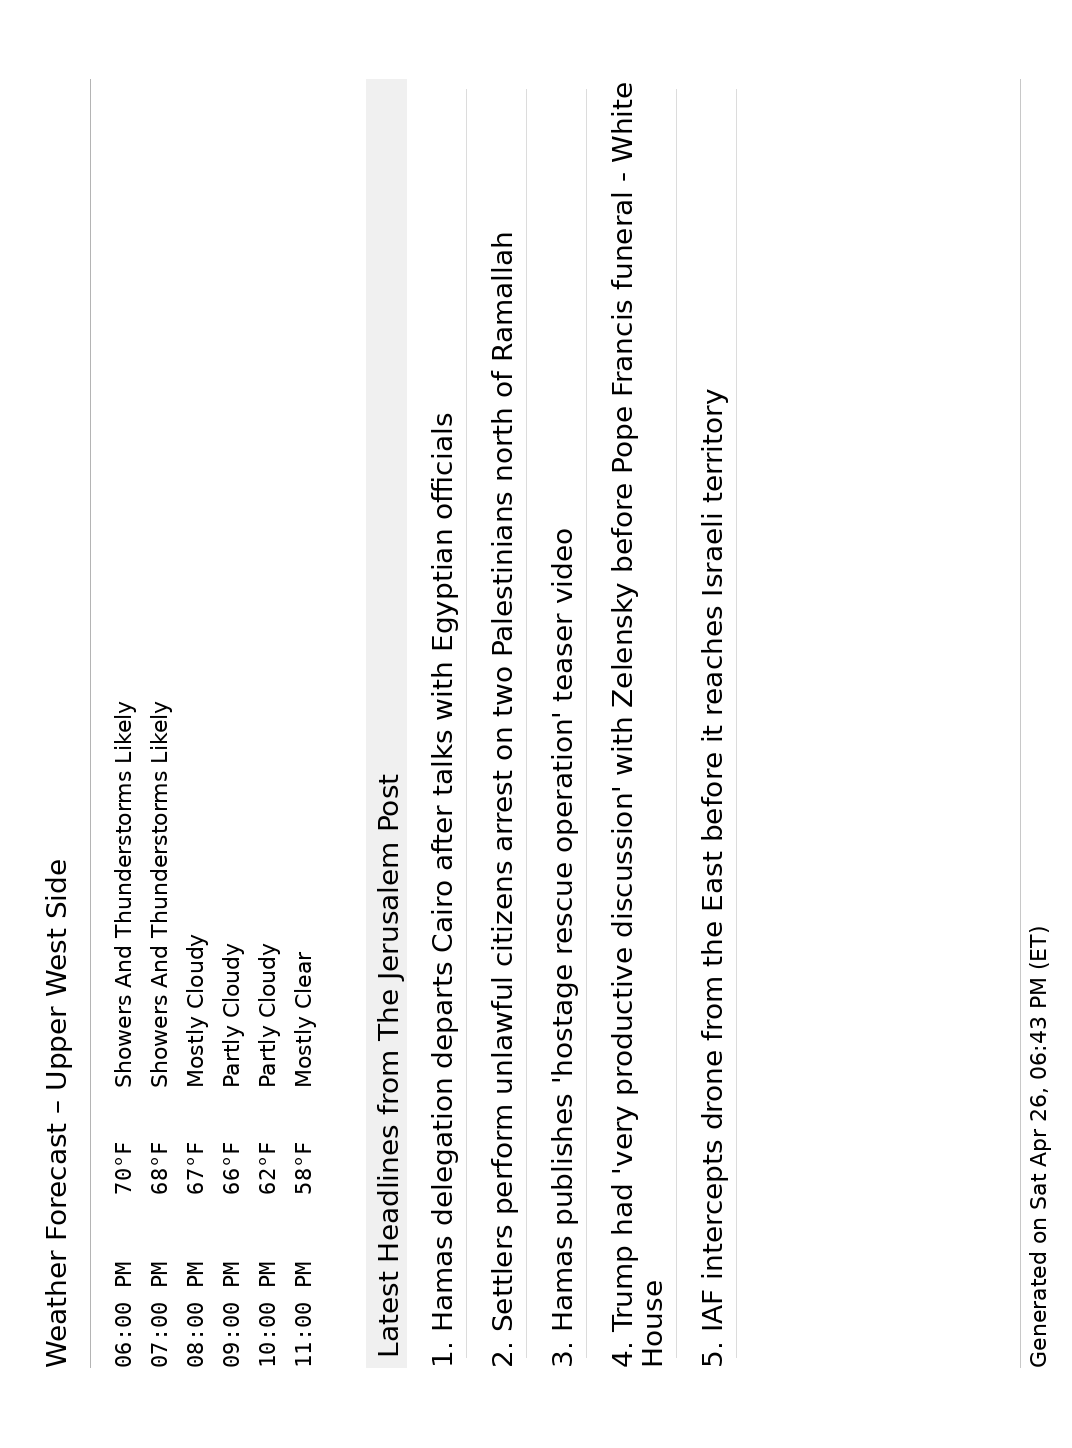 Weather Forecast – Upper West Side
06:00 PM 70°F Showers And Thunderstorms Likely
07:00 PM 68°F Showers And Thunderstorms Likely
08:00 PM 67°F Mostly Cloudy
09:00 PM 66°F Partly Cloudy
10:00 PM 62°F Partly Cloudy
11:00 PM 58°F Mostly Clear
Latest Headlines from The Jerusalem Post
1. Hamas delegation departs Cairo after talks with Egyptian officials
2. Settlers perform unlawful citizens arrest on two Palestinians north of Ramallah
3. Hamas publishes 'hostage rescue operation' teaser video
4. Trump had 'very productive discussion' with Zelensky before Pope Francis funeral - White
House
5. IAF intercepts drone from the East before it reaches Israeli territory
Generated on Sat Apr 26, 06:43 PM (ET)